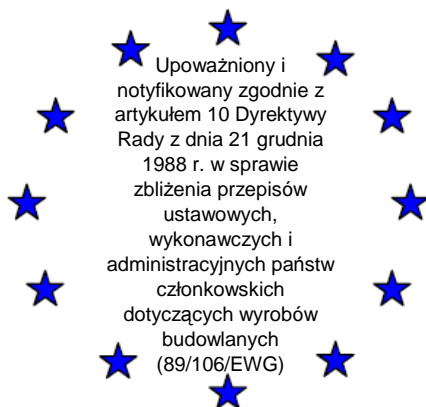 Upoważniony i
notyfikowany zgodnie z
artykułem 10 Dyrektywy
Rady z dnia 21 grudnia
1988 r. w sprawie
zbliżenia przepisów
ustawowych,
wykonawczych i
administracyjnych państw
członkowskich
dotyczących wyrobów
budowlanych
(89/106/EWG)